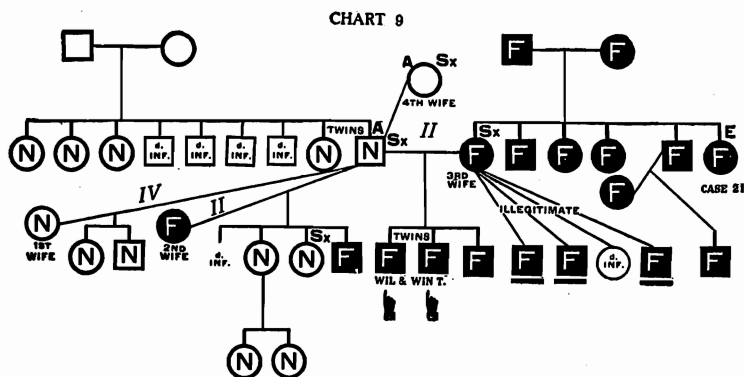 CHART 9
F F
A Sx
4TH WIFE
N N N d. INF. d. INF. d. INF. d. INF. TWINS N N A Sx II Sx F F F F F E F
3RD WIFE
CASE 21
F
IV II
ILLEGITIMATE
N F
1ST WIFE
2ND WIFE
N N d. INF. N Sx N F TWINS F F F F d. INF. F F
WIL & WIN T.
N N